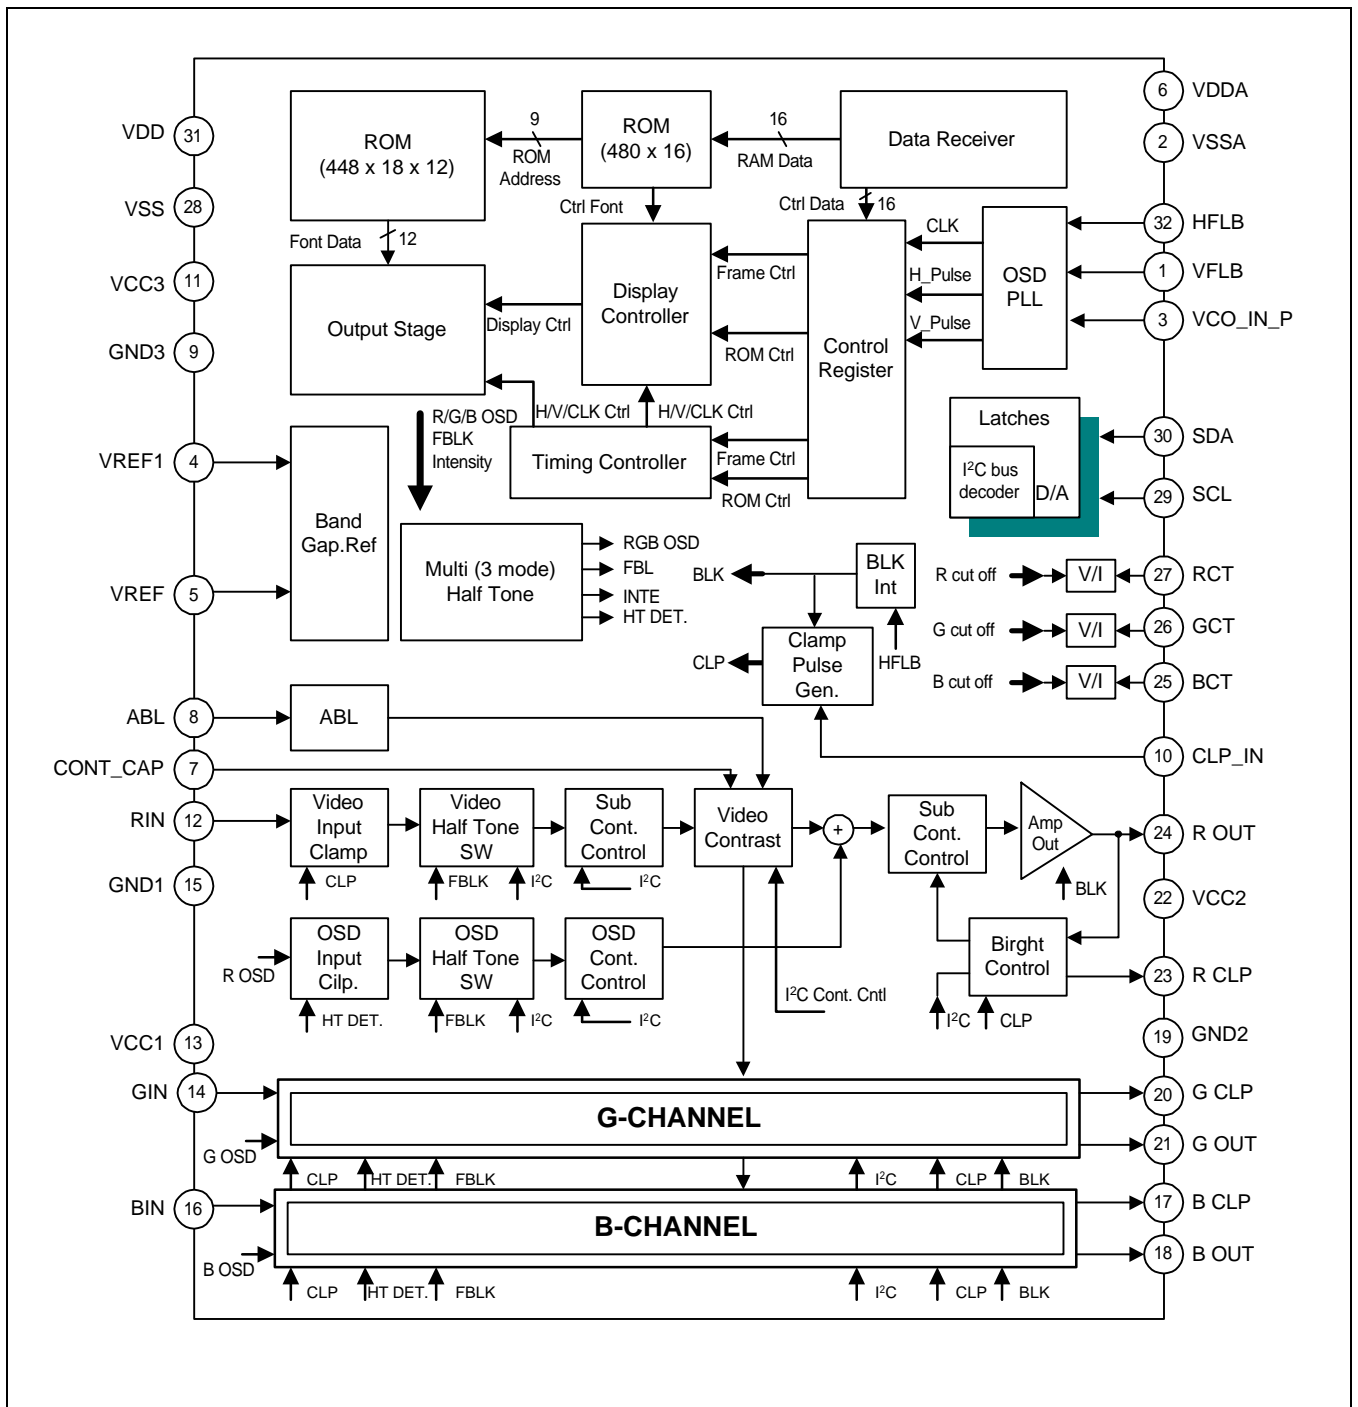 VDD 31
VSS 28
VCC3 11
GND3 9
VREF1 4
VREF 5
ABL 8
CONT_CAP 7
RIN 12
GND1 15
VCC1 13
GIN 14
BIN 16
6 VDDA
2 VSSA
32 HFLB
1 VFLB
3 VCO_IN_P
30 SDA
29 SCL
27 RCT
26 GCT
25 BCT
10 CLP_IN
24 R OUT
22 VCC2
23 R CLP
19 GND2
20 G CLP
21 G OUT
17 B CLP
18 B OUT
ROM
(448 x 18 x 12)
9
ROM
Address
ROM
(480 x 16)
16
RAM Data
Data Receiver
Font Data
12
Ctrl Font
Ctrl Data
16
Output Stage
Display Ctrl
Display
Controller
Frame Ctrl
ROM Ctrl
Control
Register
CLK
H_Pulse
V_Pulse
OSD
PLL
R/G/B OSD
FBLK
Intensity
H/V/CLK Ctrl
H/V/CLK Ctrl
Timing Controller
Frame Ctrl
ROM Ctrl
Latches
I²C bus
decoder
D/A
Band
Gap.Ref
Multi (3 mode)
Half Tone
RGB OSD
FBL
INTE
HT DET.
BLK
BLK
Int
HFLB
CLP
Clamp
Pulse
Gen.
R cut off
V/I
G cut off
V/I
B cut off
V/I
ABL
Video
Input
Clamp
CLP
Video
Half Tone
SW
FBLK
I²C
Sub
Cont.
Control
I²C
Video
Contrast
+
Sub
Cont.
Control
Amp
Out
BLK
R OSD
OSD
Input
Cilp.
HT DET.
OSD
Half Tone
SW
FBLK
I²C
OSD
Cont.
Control
I²C
I²C Cont. Cntl
Birght
Control
I²C
CLP
G-CHANNEL
G OSD
CLP
HT DET.
FBLK
I²C
CLP
BLK
B-CHANNEL
B OSD
CLP
HT DET.
FBLK
I²C
CLP
BLK